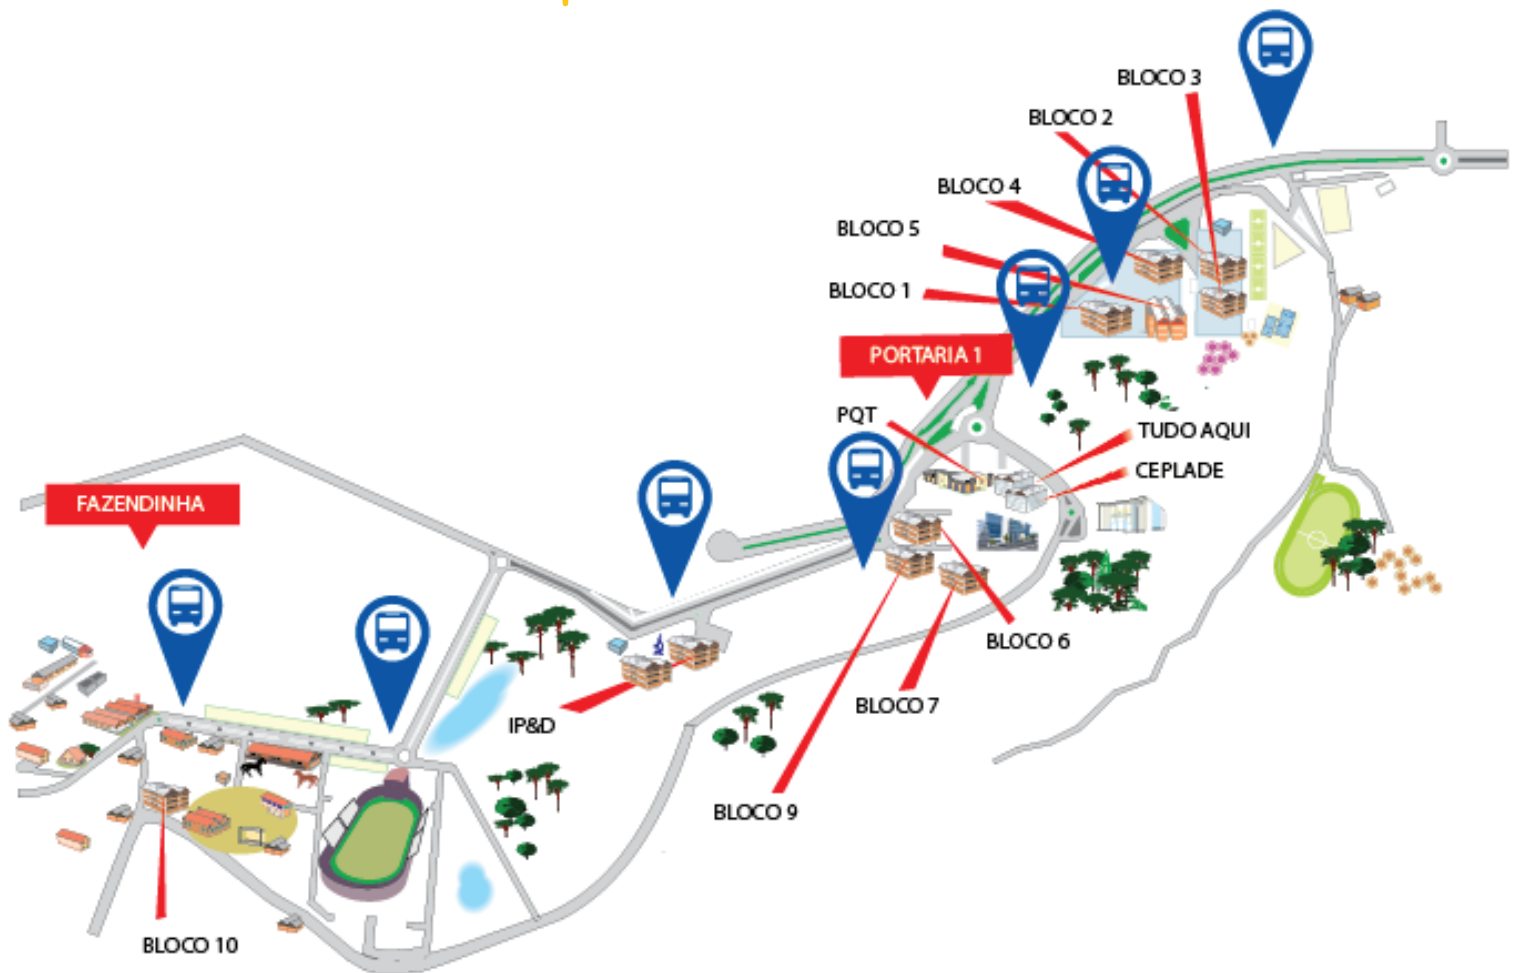 BLOCO 3
BLOCO 2
BLOCO 4
BLOCO 5
BLOCO 1
PORTARIA 1
PQT
TUDO AQUI
CEPLADE
FAZENDINHA
BLOCO 6
BLOCO 7
IP&D
BLOCO 9
BLOCO 10